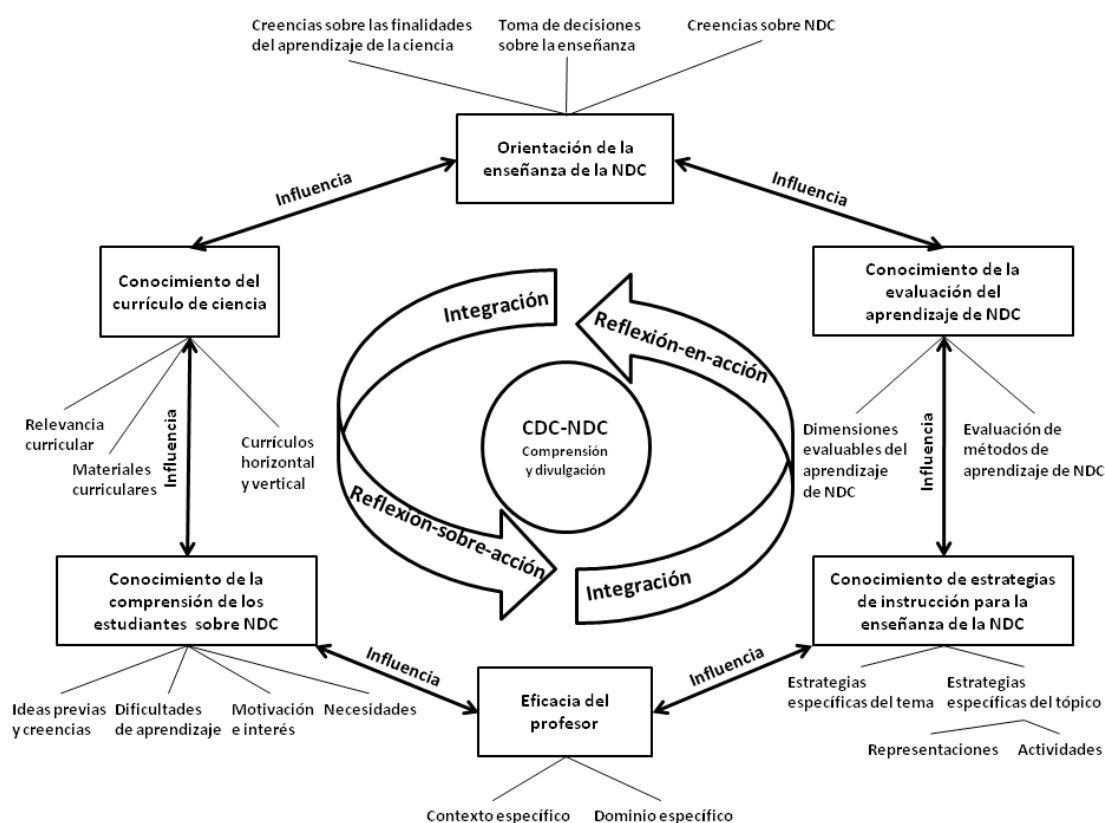 Creencias sobre las finalidades
del aprendizaje de la ciencia
Toma de decisiones
sobre la enseñanza
Creencias sobre NDC
Orientación de la
enseñanza de la NDC
Influencia
Influencia
Conocimiento del
currículo de ciencia
Conocimiento de la
evaluación del
aprendizaje de NDC
Integración
Reflexión-en-acción
CDC-NDC
Comprensión
y divulgación
Relevancia
curricular
Materiales
curriculares
Influencia
Currículos
horizontal
y vertical
Dimensiones
evaluables del
aprendizaje
de NDC
Influencia
Evaluación de
métodos de
aprendizaje de NDC
Reflexión-sobre-acción
Integración
Conocimiento de la
comprensión de los
estudiantes sobre NDC
Conocimiento de estrategias
de instrucción para la
enseñanza de la NDC
Influencia
Influencia
Ideas previas
y creencias
Dificultades
de aprendizaje
Motivación
e interés
Necesidades
Eficacia del
profesor
Estrategias
específicas del tema
Estrategias
específicas del tópico
Representaciones
Actividades
Contexto específico
Dominio específico